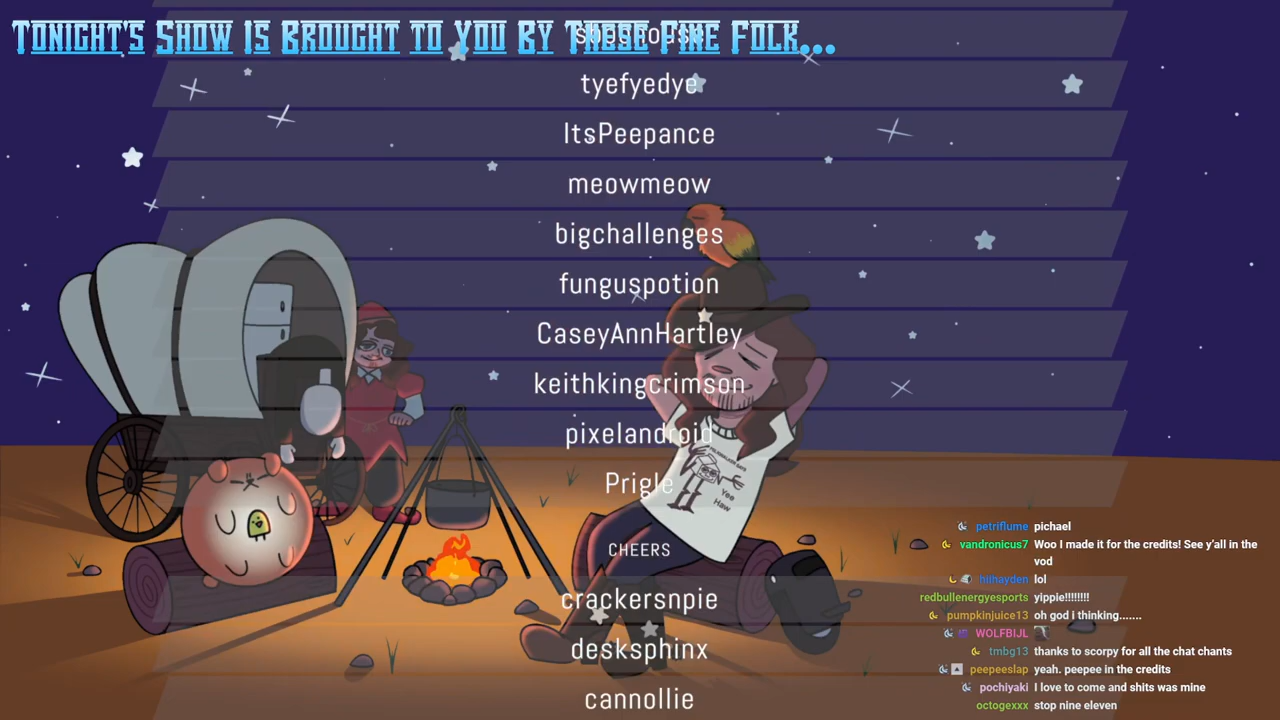 TONIGHT'S SHOW IS BROUGHT TO YOU BY THESE FINE FOLK...
tyefyedye
ItsPeepance
meowmeow
bigchallenges
funguspotion
CaseyAnnHartley
keithkingcrimson
pixelandroid
Prigle
Yee
Haw
CHEERS
crackersnpie
desksphinx
cannollie
petriflume pichael
vandronicus7 Woo I made it for the credits! See y'all in the
vod
huhayden lol
redbullenergyesports yippie!!!!!!!!
pumpkinjuice13 oh god i thinking.......
WOLFBIJL
tmbg13 thanks to scorpy for all the chat chants
peepeeslap yeah. peepee in the credits
pochiyaki I love to come and shits was mine
octogexxx stop nine eleven